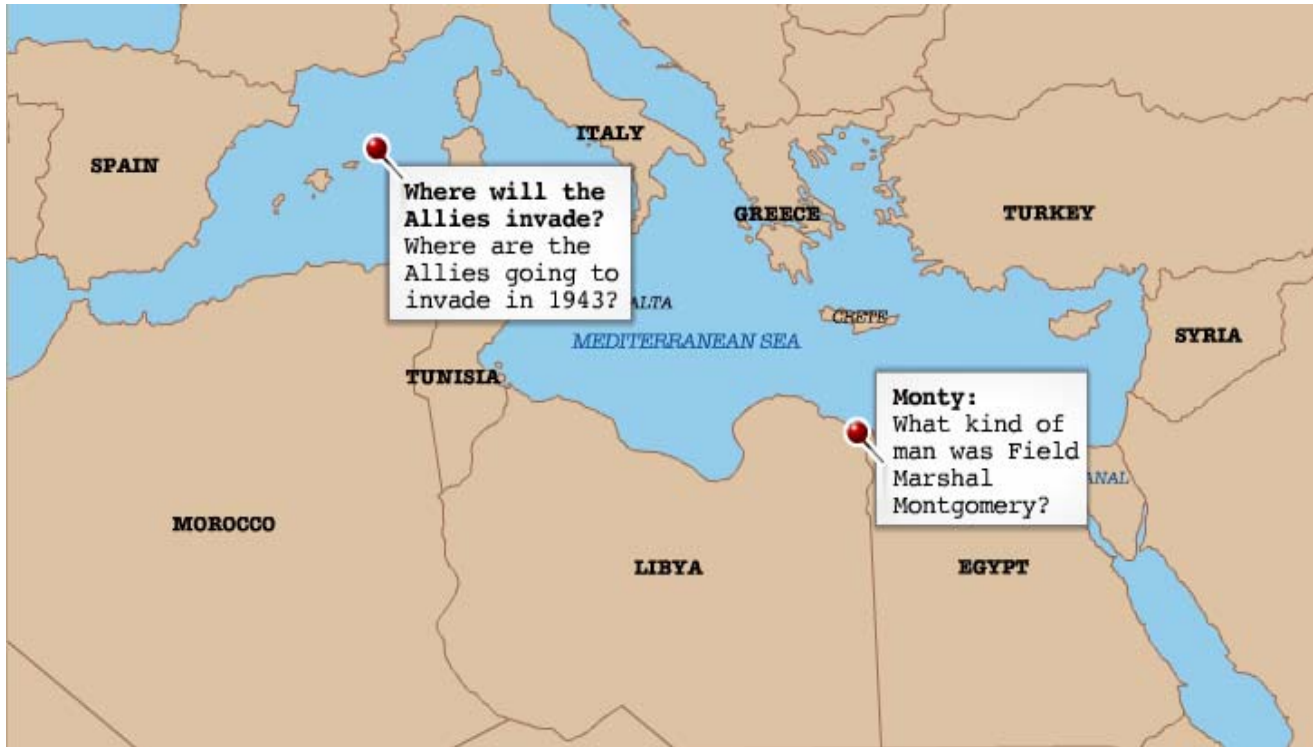 SPAIN
ITALY
GREECE
TURKEY
Where will the
Allies invade?
Where are the
Allies going to
invade in 1943?
ALTA
CRETE
MEDITERRANEAN SEA
SYRIA
TUNISIA
Monty:
What kind of
man was Field
Marshal
Montgomery?
ANAL
MOROCCO
LIBYA
EGYPT